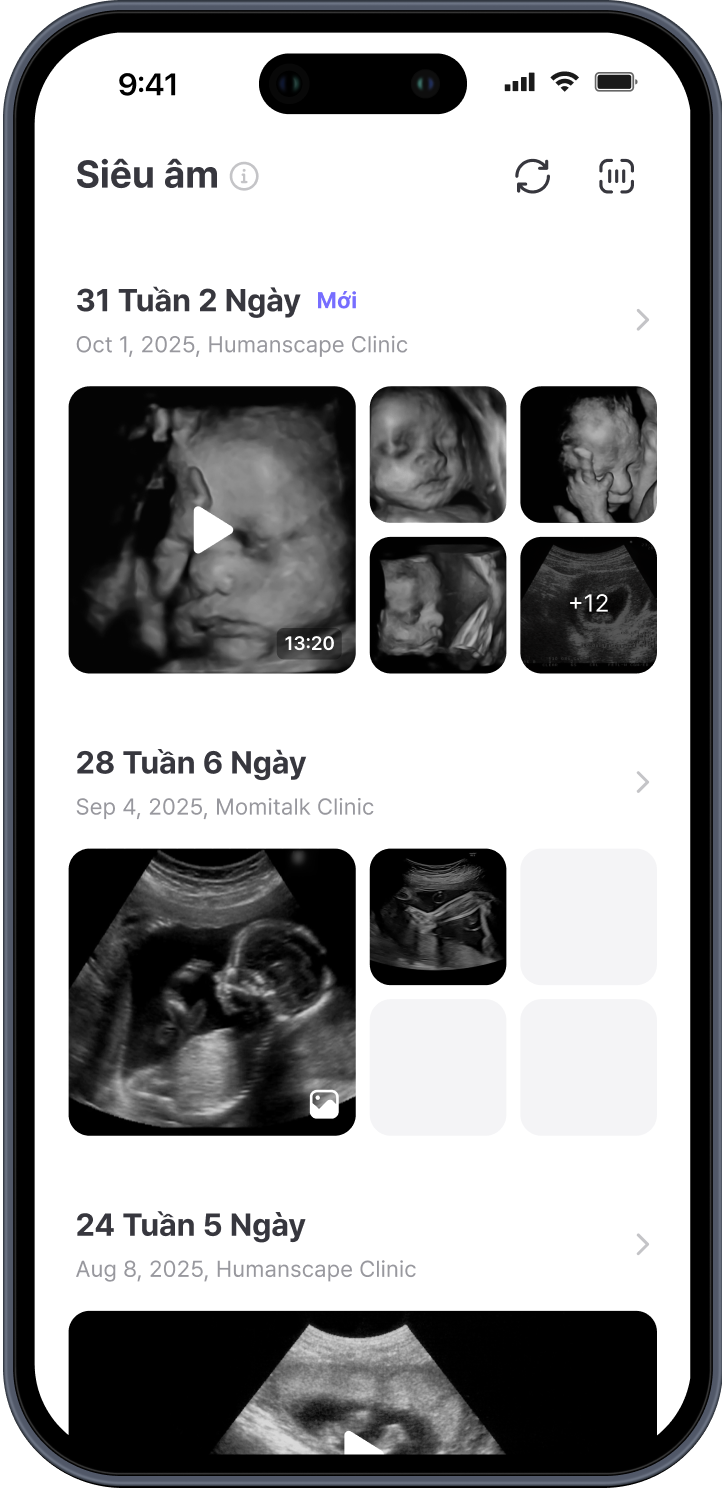 9:41
Siêu âm
31 Tuần 2 Ngày Mới
Oct 1, 2025, Humanscape Clinic
13:20
+12
28 Tuần 6 Ngày
Sep 4, 2025, Momitalk Clinic
24 Tuần 5 Ngày
Aug 8, 2025, Humanscape Clinic